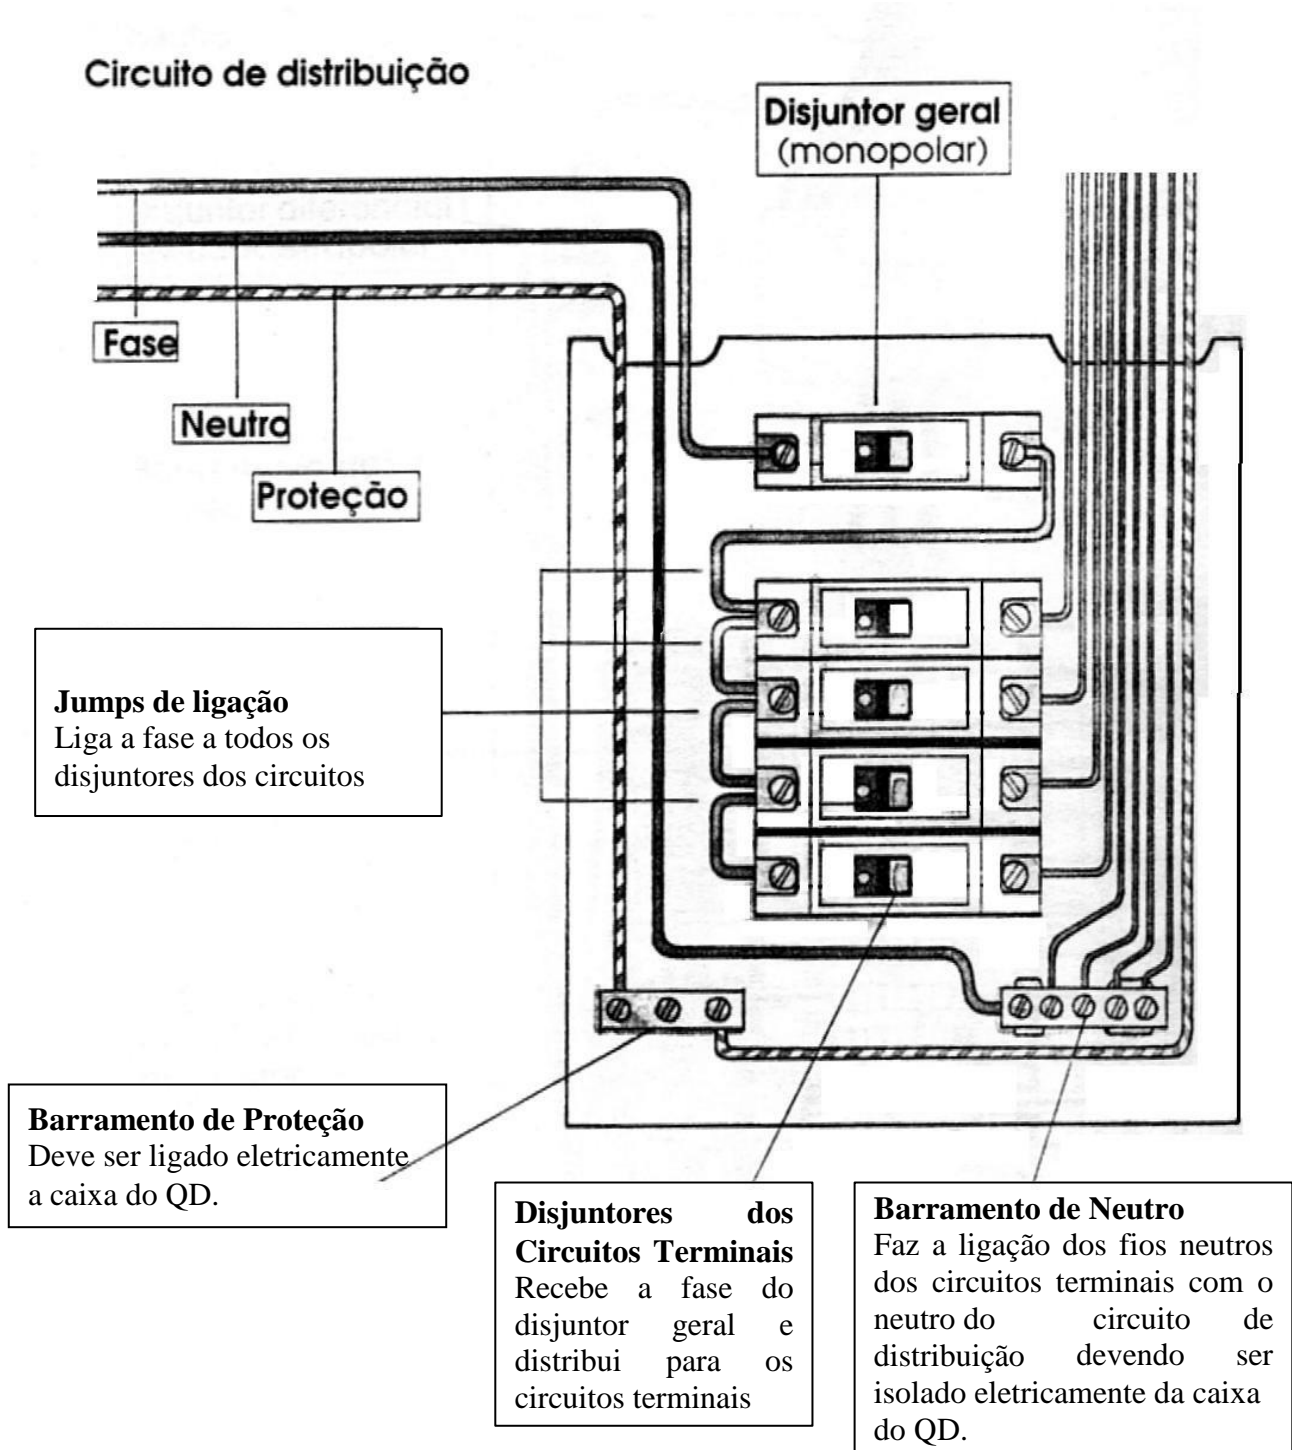 Circuito de distribuição
Disjuntor geral
(monopolar)
Fase
Neutro
Proteção
Jumps de ligação
Liga a fase a todos os
disjuntores dos circuitos
Barramento de Proteção
Deve ser ligado eletricamente
a caixa do QD.
Disjuntores dos
Circuitos Terminais
Recebe a fase do
disjuntor geral e
distribui para os
circuitos terminais
Barramento de Neutro
Faz a ligação dos fios neutros
dos circuitos terminais com o
neutro do circuito de
distribuição devendo ser
isolado eletricamente da caixa
do QD.